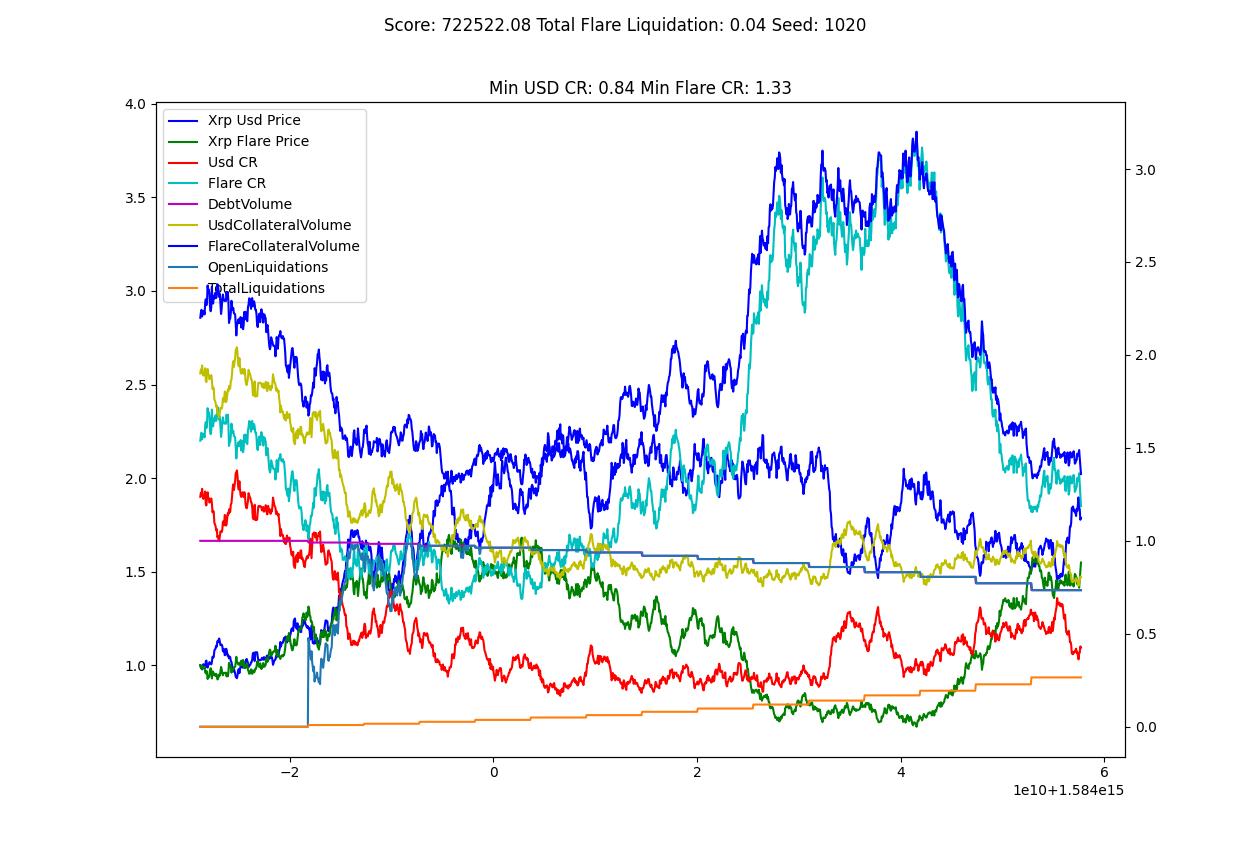 Score: 722522.08 Total Flare Liquidation: 0.04 Seed: 1020
Min USD CR: 0.84 Min Flare CR: 1.33
4.0
3.5
3.0
2.5
2.0
1.5
1.0
Xrp Usd Price
Xrp Flare Price
Usd CR
Flare CR
DebtVolume
UsdCollateralVolume
FlareCollateralVolume
OpenLiquidations
TotalLiquidations
3.0
2.5
2.0
1.5
1.0
0.5
0.0
−2
0
2
4
6
1e10+1.584e15